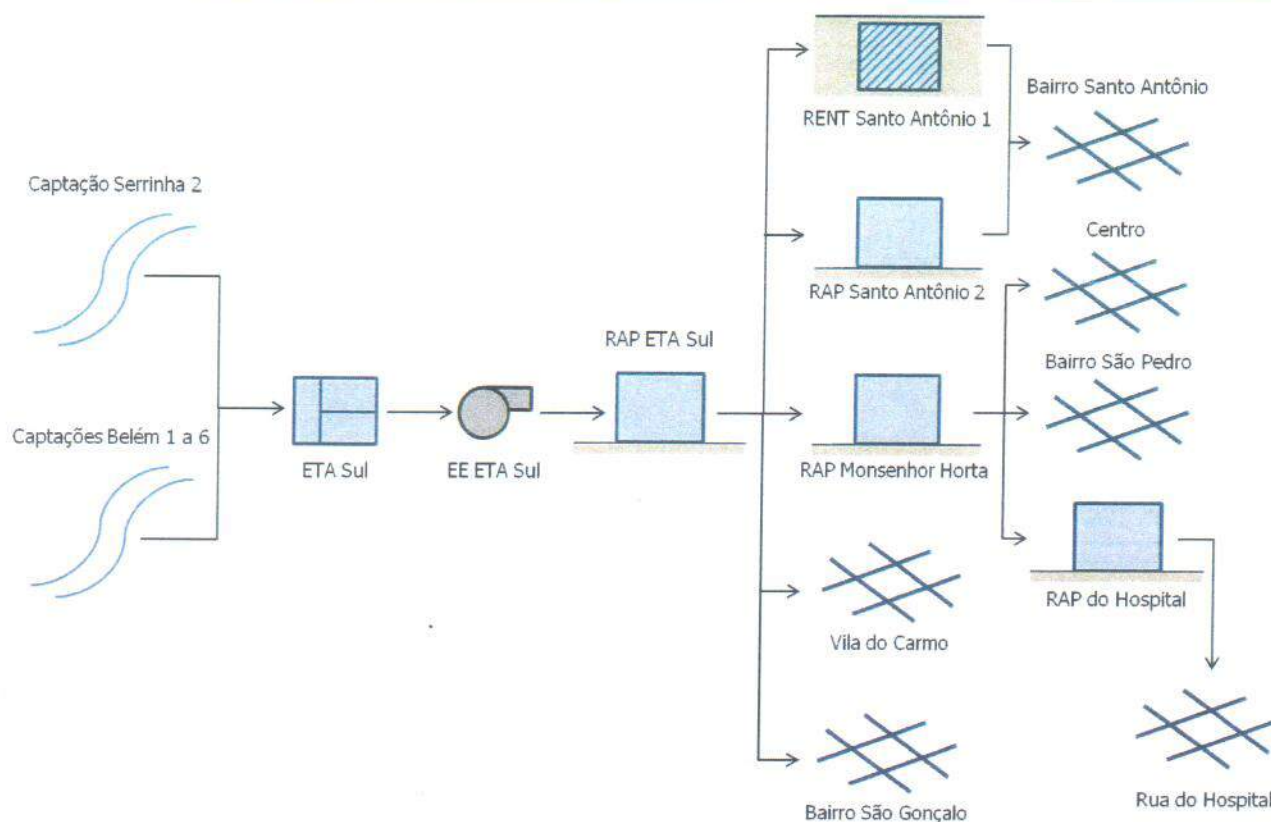 RENT Santo Antônio 1
Bairro Santo Antônio
Captação Serrinha 2
RAP Santo Antônio 2
Centro
RAP ETA Sul
Bairro São Pedro
Captações Belém 1 a 6
ETA Sul
EE ETA Sul
RAP Monsenhor Horta
RAP do Hospital
Vila do Carmo
Bairro São Gonçalo
Rua do Hospital